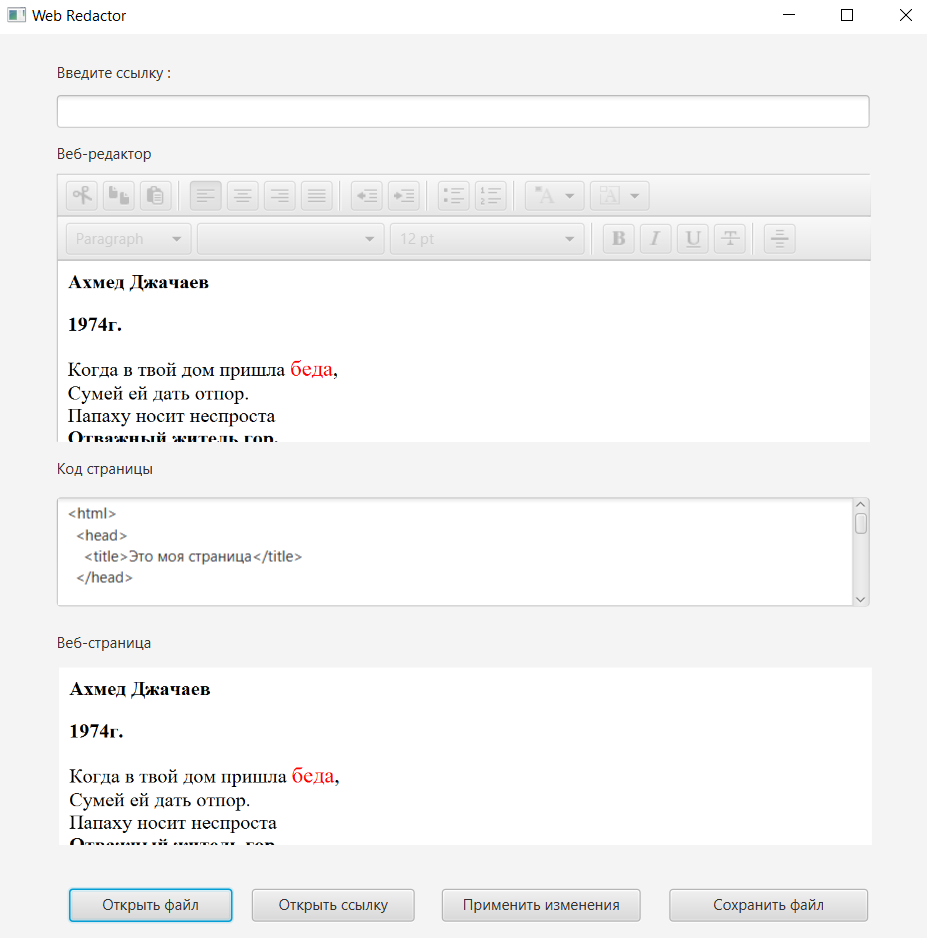 Web Redactor
Введите ссылку :
Веб-редактор
Paragraph 12 pt B I U T
Ахмед Джачаев
1974г.
Когда в твой дом пришла беда,
Сумей ей дать отпор.
Папаху носит неспроста
Отважный житель гор.
Код страницы
<html>
<head>
<title>Это моя страница</title>
</head>
Веб-страница
Ахмед Джачаев
1974г.
Когда в твой дом пришла беда,
Сумей ей дать отпор.
Папаху носит неспроста
Отважный житель гор.
Открыть файл Открыть ссылку Применить изменения Сохранить файл